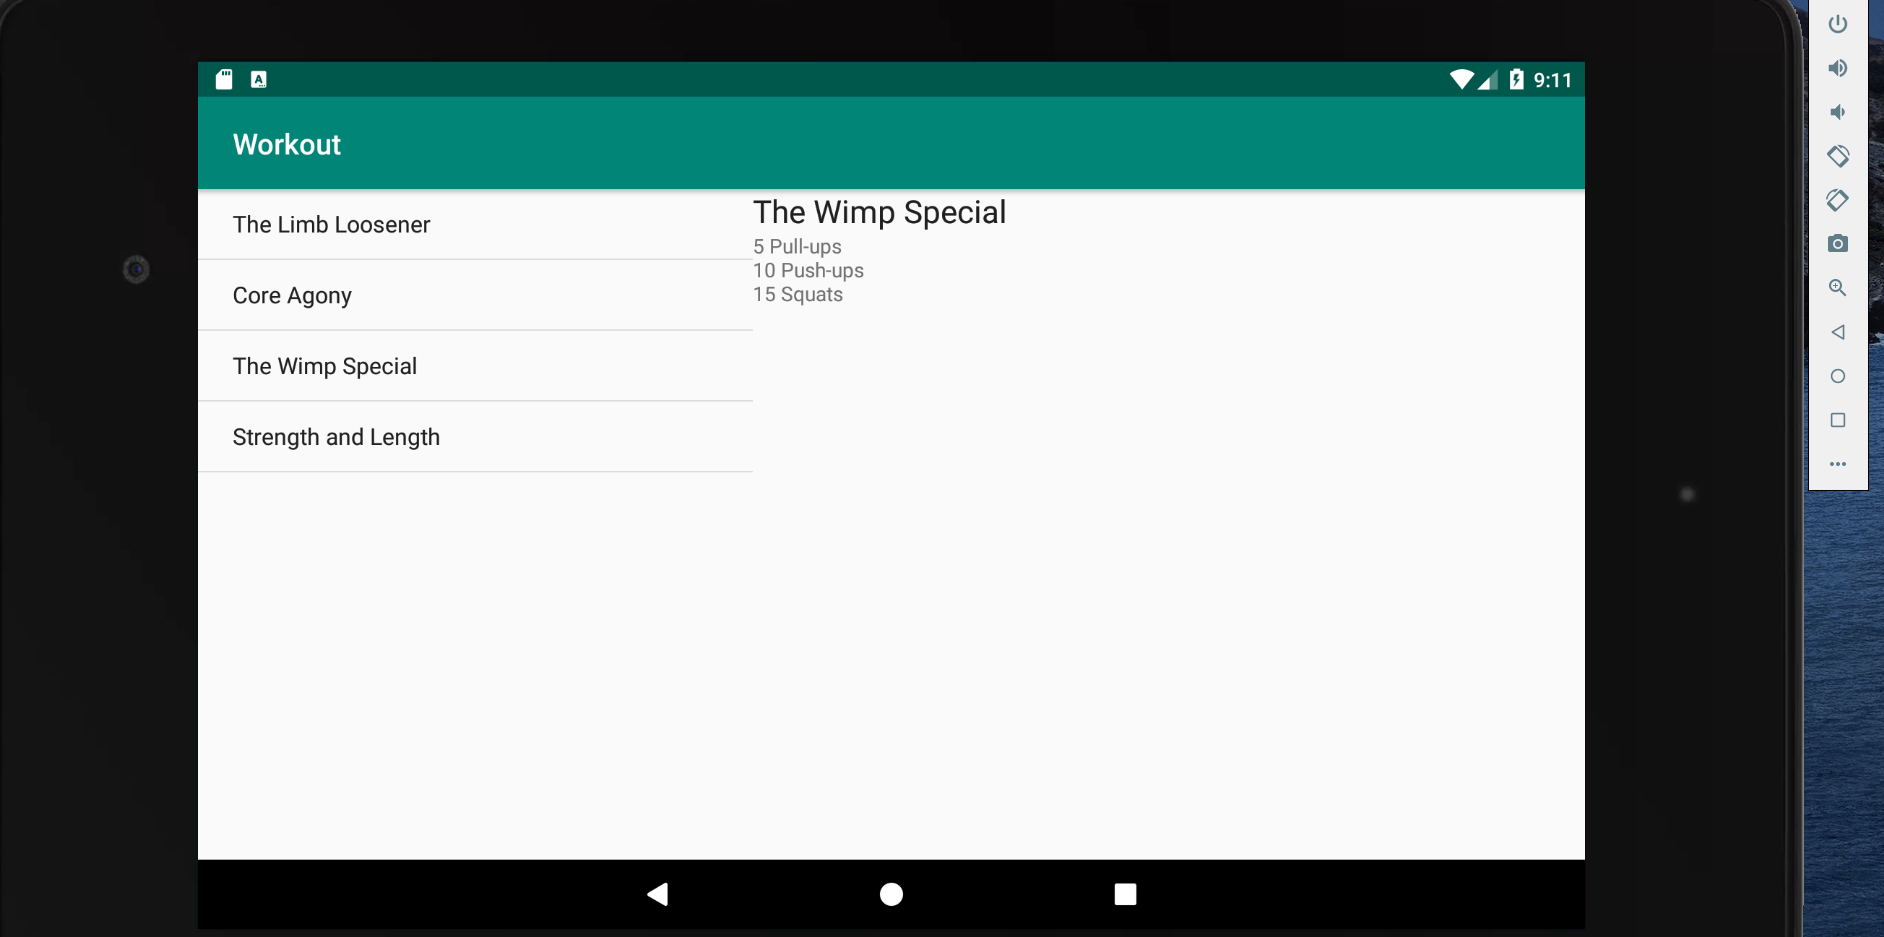 9:11
Workout
The Limb Loosener
Core Agony
The Wimp Special
Strength and Length
The Wimp Special
5 Pull-ups
10 Push-ups
15 Squats